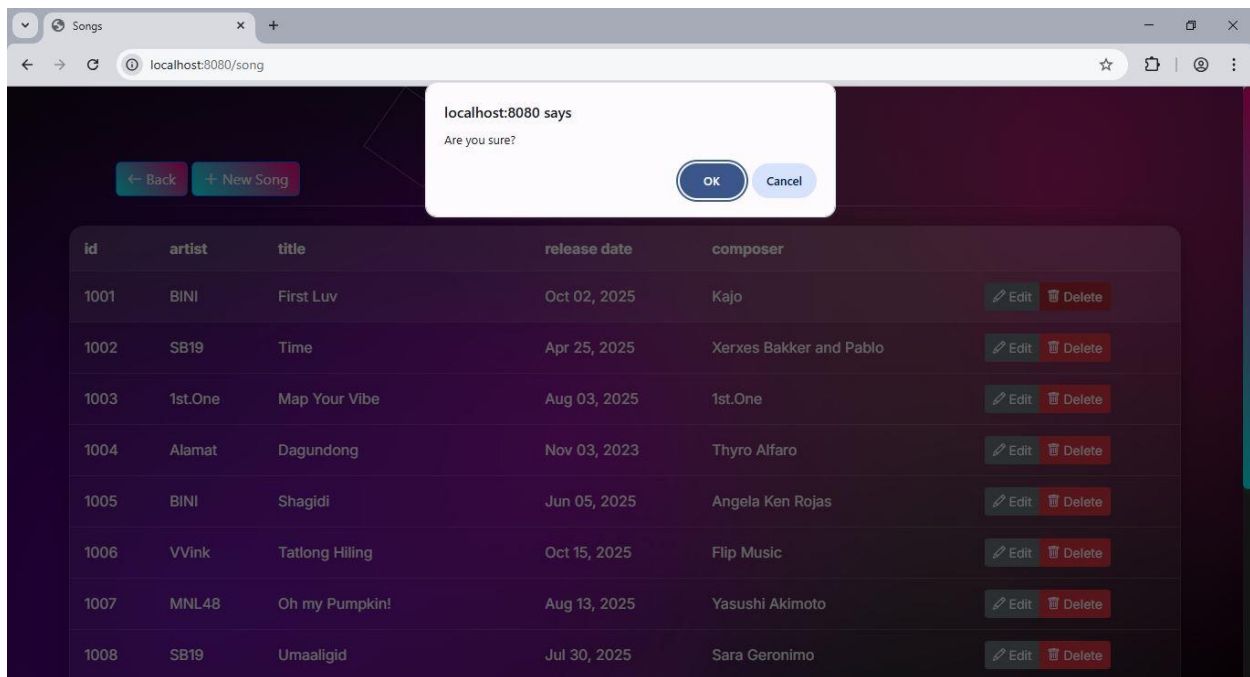 Songs
localhost:8080/song
localhost:8080 says
Are you sure?
OK Cancel
← Back + New Song
id artist title release date composer
1001 BINI First Luv Oct 02, 2025 Kajo Edit Delete
1002 SB19 Time Apr 25, 2025 Xerxes Bakker and Pablo Edit Delete
1003 1st.One Map Your Vibe Aug 03, 2025 1st.One Edit Delete
1004 Alamat Dagundong Nov 03, 2023 Thyro Alfaro Edit Delete
1005 BINI Shagidi Jun 05, 2025 Angela Ken Rojas Edit Delete
1006 VVink Tatlong Hiling Oct 15, 2025 Flip Music Edit Delete
1007 MNL48 Oh my Pumpkin! Aug 13, 2025 Yasushi Akimoto Edit Delete
1008 SB19 Umaaligid Jul 30, 2025 Sara Geronimo Edit Delete